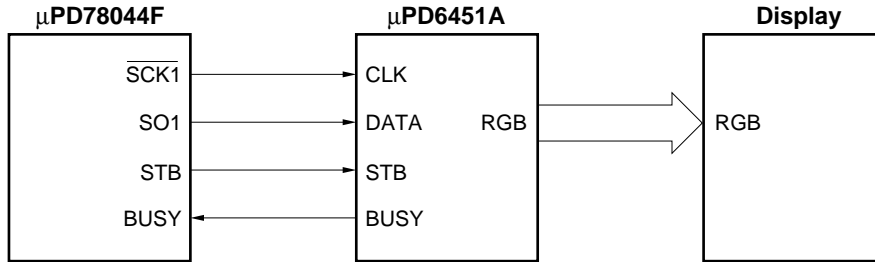 μPD78044F μPD6451A Display
SCK1 CLK
SO1 DATA RGB RGB
STB STB
BUSY BUSY